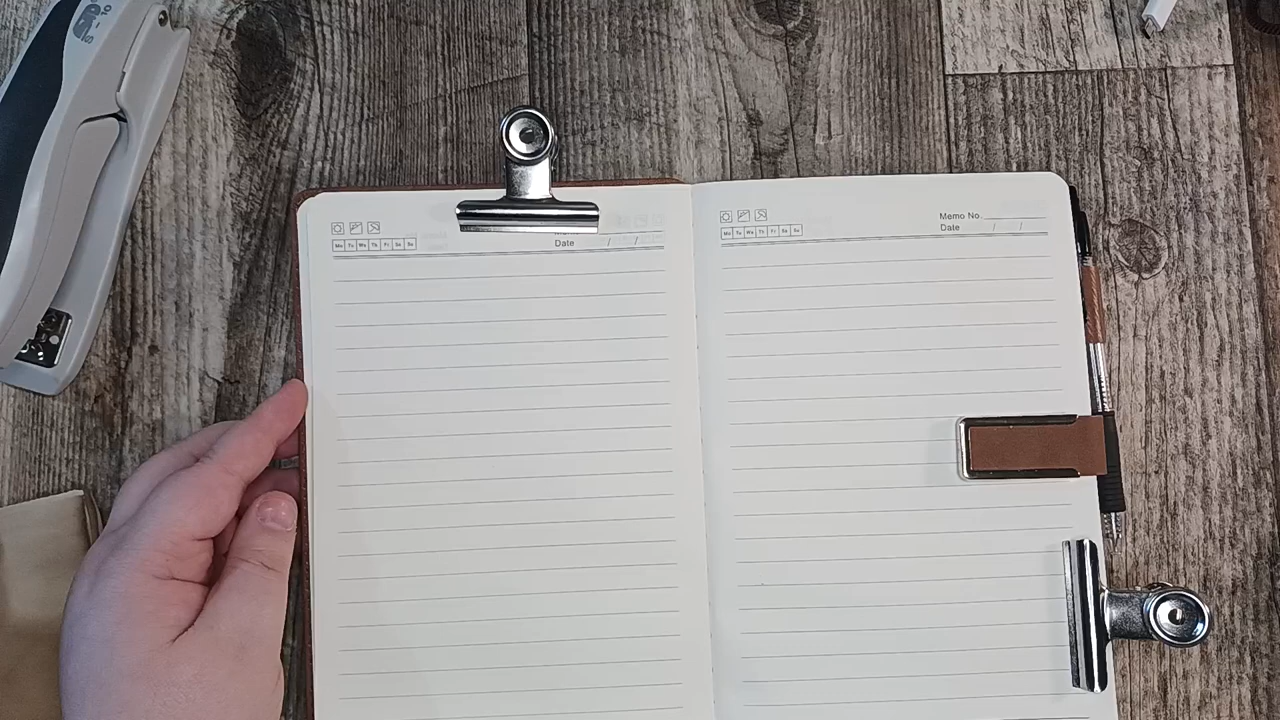 Mo Tu We Th Fr Sa Su
Date / /
Memo No.
Mo Tu We Th Fr Sa Su
Date / /